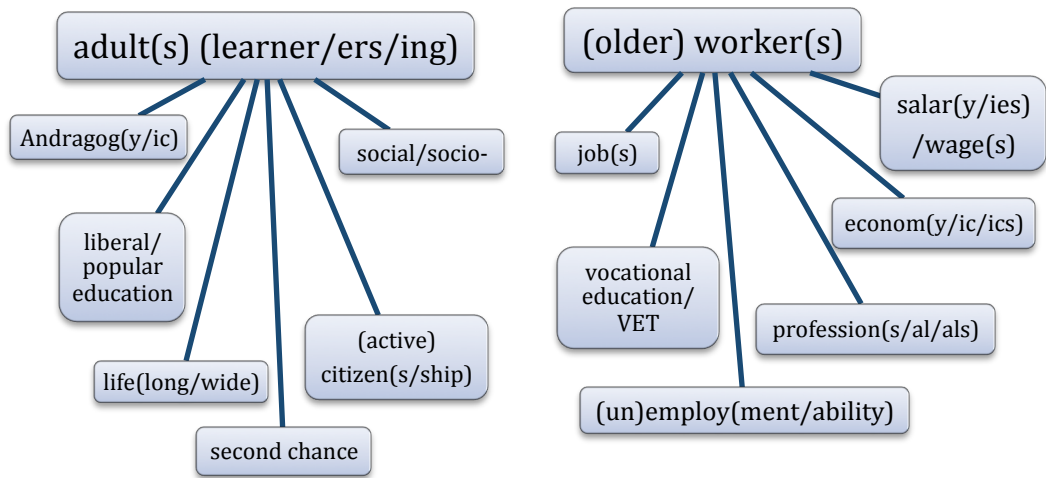 adult(s) (learner/ers/ing)
Andragog(y/ic)
social/socio-
liberal/
popular
education
(active)
citizen(s/ship)
life(long/wide)
second chance
(older) worker(s)
salar(y/ies)
/wage(s)
job(s)
econom(y/ic/ics)
vocational
education/
VET
profession(s/al/als)
(un)employ(ment/ability)